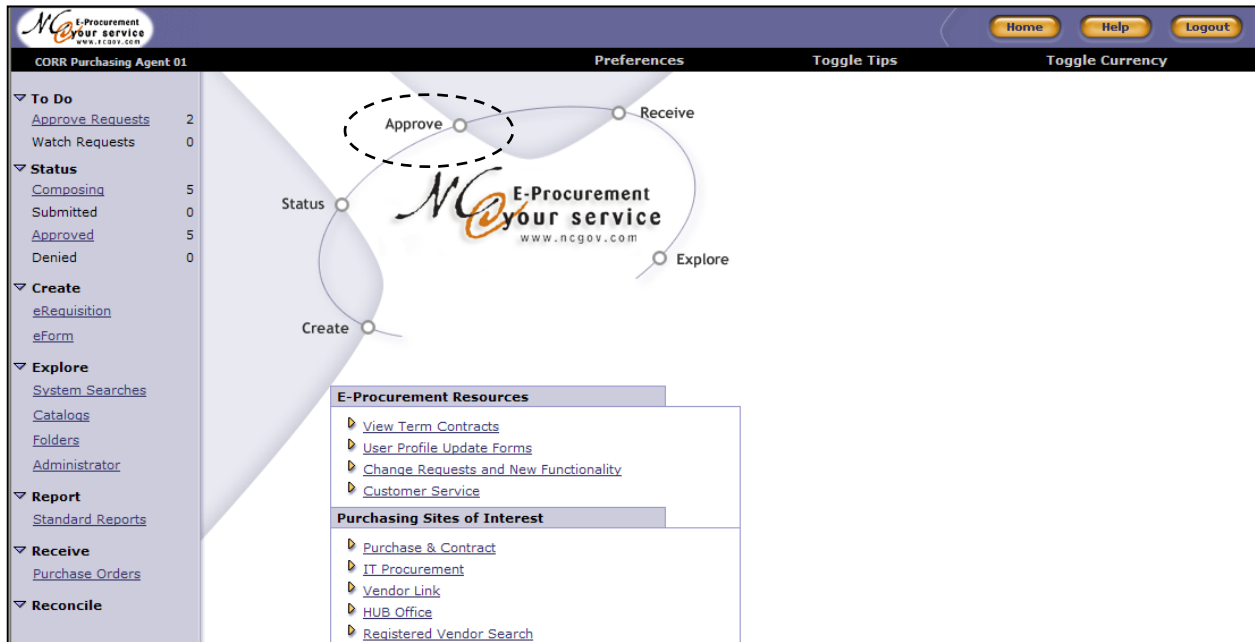 NC E-Procurement
@your service
www.ncgov.com
Home Help Logout
CORR Purchasing Agent 01 Preferences Toggle Tips Toggle Currency
To Do
Approve Requests 2
Watch Requests 0
Status
Composing 5
Submitted 0
Approved 5
Denied 0
Create
eRequisition
eForm
Explore
System Searches
Catalogs
Folders
Administrator
Report
Standard Reports
Receive
Purchase Orders
Reconcile
Approve
Receive
Status
NC E-Procurement
@your service
www.ncgov.com
Explore
Create
E-Procurement Resources
View Term Contracts
User Profile Update Forms
Change Requests and New Functionality
Customer Service
Purchasing Sites of Interest
Purchase & Contract
IT Procurement
Vendor Link
HUB Office
Registered Vendor Search